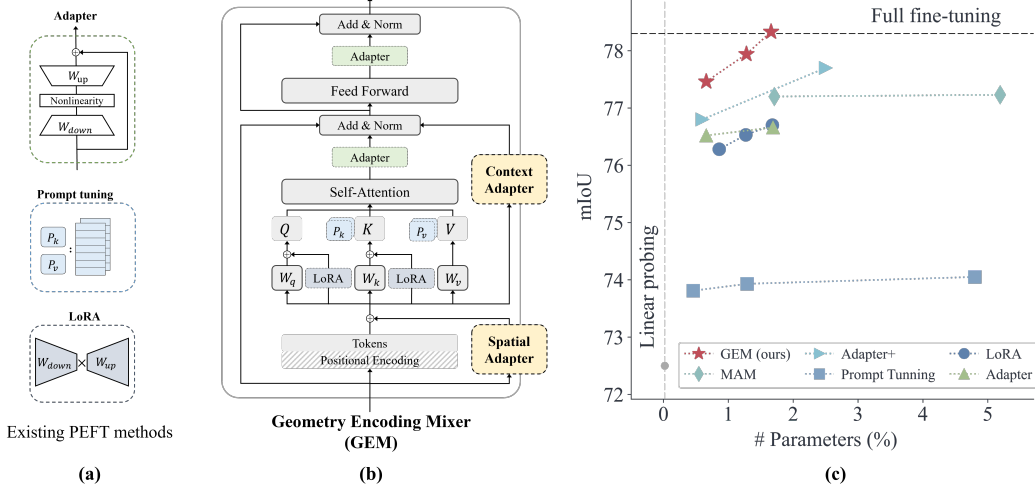 Adapter
W_up
Nonlinearity
W_down
Prompt tuning
P_k
:
P_v
LoRA
W_down × W_up
Existing PEFT methods
(a)
Add & Norm
Adapter
Feed Forward
Add & Norm
Adapter
Context
Adapter
Self-Attention
Q P_k K P_v V
W_q LoRA W_k LoRA W_v
Tokens
Positional Encoding
Spatial
Adapter
Geometry Encoding Mixer
(GEM)
(b)
Full fine-tuning
78
77
76
75
74
73
72
mIoU
Linear probing
GEM (ours) Adapter+ LoRA
MAM Prompt Tunning Adapter
0 1 2 3 4 5
# Parameters (%)
(c)